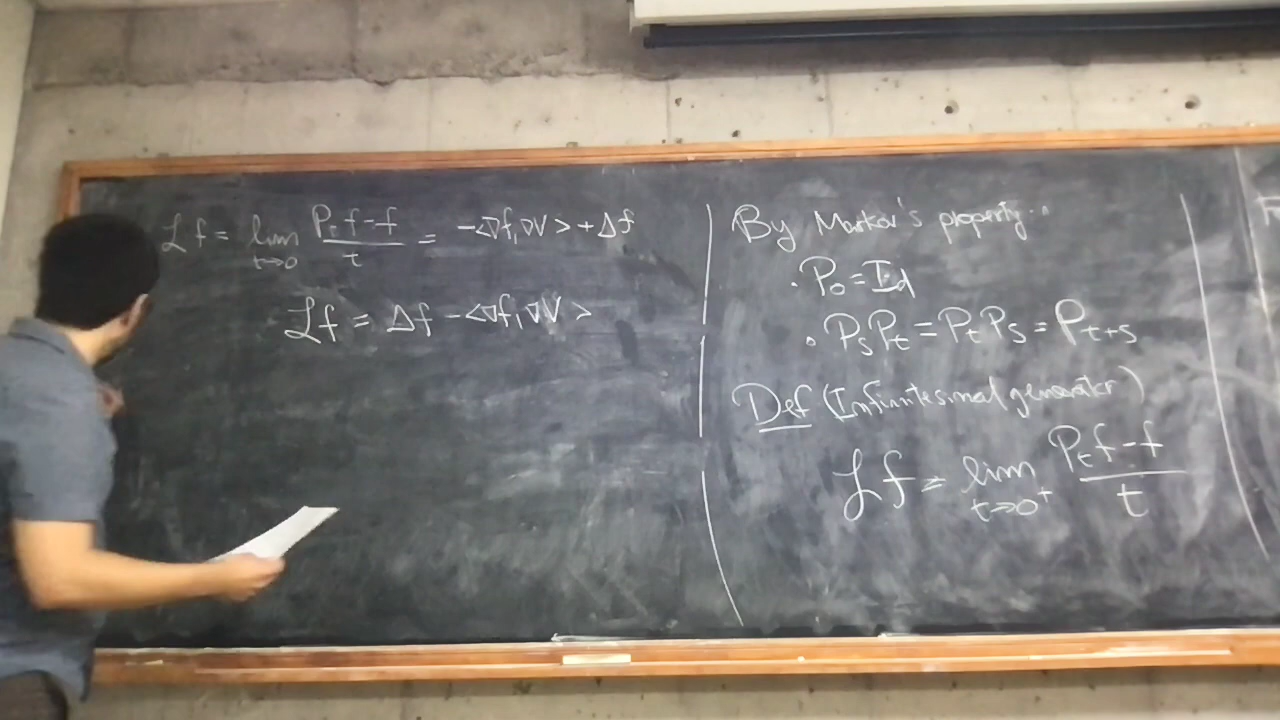 ℒf = lim_{t→0} (P_t f - f)/t = -<∇f, ∇V> + Δf
ℒf = Δf - <∇f, ∇V>
By Markov's property...
· P_0 = Id
· P_s P_t = P_t P_s = P_{t+s}
Def (Infinitesimal generator)
ℒf = lim_{t→0^+} (P_t f - f)/t